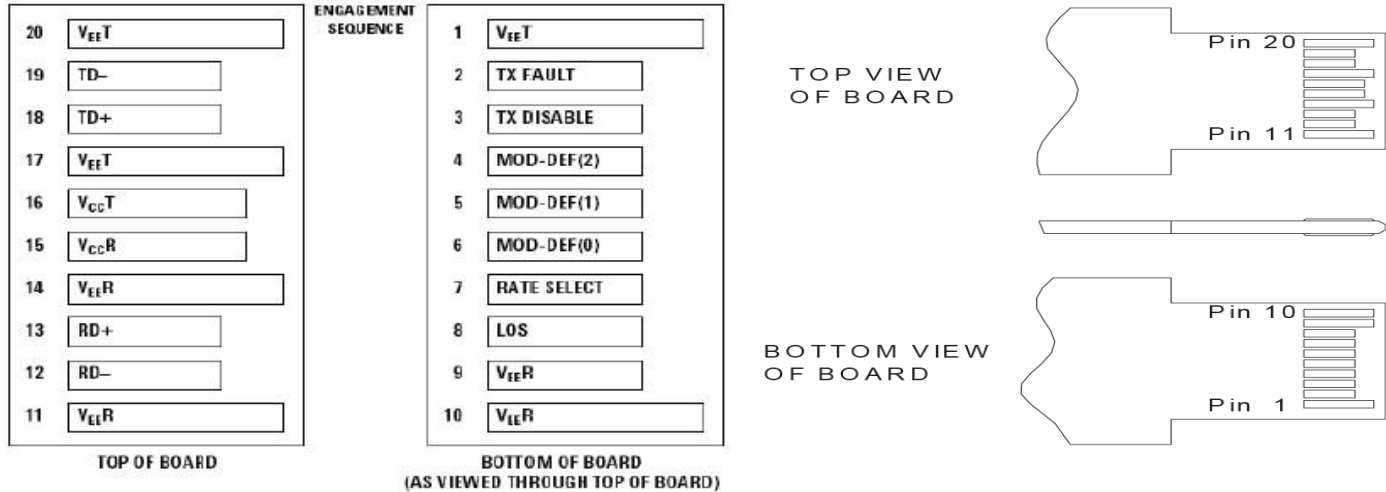 ENGAGEMENT
SEQUENCE
20 VEET
19 TD–
18 TD+
17 VEET
16 VCCT
15 VCCR
14 VEER
13 RD+
12 RD–
11 VEER
TOP OF BOARD
1 VEET
2 TX FAULT
3 TX DISABLE
4 MOD-DEF(2)
5 MOD-DEF(1)
6 MOD-DEF(0)
7 RATE SELECT
8 LOS
9 VEER
10 VEER
BOTTOM OF BOARD
(AS VIEWED THROUGH TOP OF BOARD)
TOP VIEW
OF BOARD
Pin 20
Pin 11
BOTTOM VIEW
OF BOARD
Pin 10
Pin 1